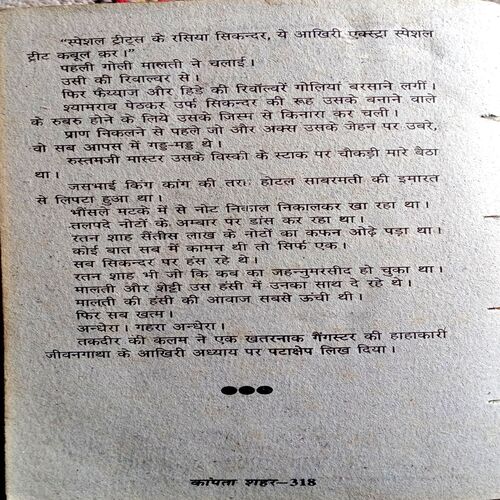 “स्पेशल ट्रीट्स के रसिया सिकन्दर, ये आखिरी एक्स्ट्रा स्पेशल
ट्रीट कबूल कर।”
पहली गोली मालती ने चलाई।
उसी की रिवाल्वर से।
फिर फैय्याज और हिडे की रिवॉल्वरें गोलियां बरसाने लगीं।
श्यामराव पेठकर उर्फ सिकन्दर की रूह उसके बनाने वाले
के रुबरु होने के लिये उसके जिस्म से किनारा कर चली।
प्राण निकलने से पहले जो और अक्स उसके जेहन पर उबरे,
वो सब आपस में गड्ड-मड्ड थे।
रुस्तमजी मास्टर उसके विस्की के स्टाक पर चौकड़ी मारे बैठा
था।
जसभाई किंग कांग की तरह होटल साबरमती की इमारत
से लिपटा हुआ था।
भौंसले मटके में से नोट निकाल निकालकर खा रहा था।
तलपदे नोटों के अम्बार पर डांस कर रहा था।
रतन शाह सैंतीस लाख के नोटों का कफन ओढ़े पड़ा था।
कोई बात सब में कामन थी तो सिर्फ एक।
सब सिकन्दर पर हंस रहे थे।
रतन शाह भी जो कि कब का जहन्नुमरसीद हो चुका था।
मालती और शेट्टी उस हंसी में उनका साथ दे रहे थे।
मालती की हंसी की आवाज सबसे ऊंची थी।
फिर सब खत्म।
अन्धेरा। गहरा अन्धेरा।
तकदीर की कलम ने एक खतरनाक गैंगस्टर की हाहाकारी
जीवनगाथा के आखिरी अध्याय पर पटाक्षेप लिख दिया।
कांपता शहर—318